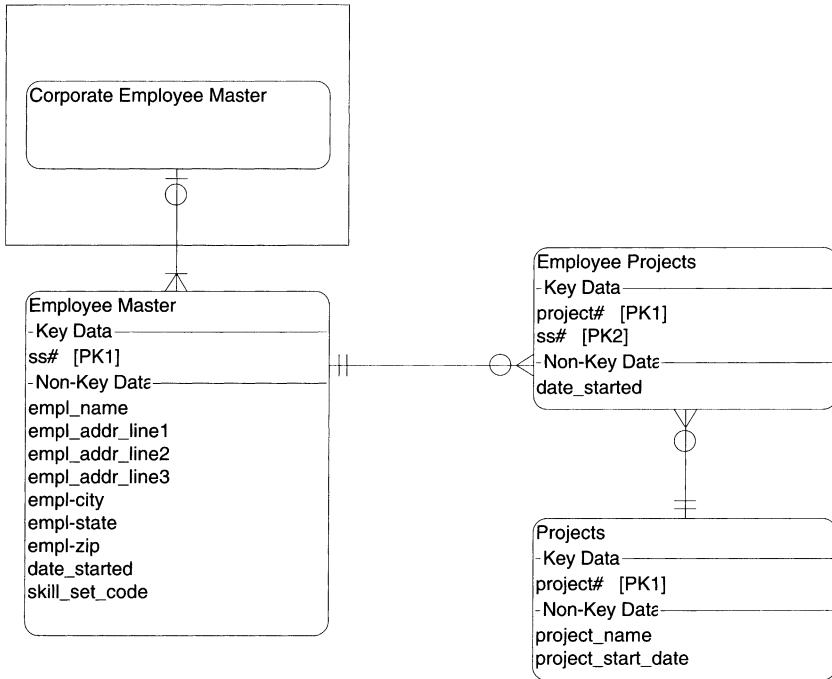 Corporate Employee Master
Employee Master
Key Data
ss# [PK1]
Non-Key Data
empl_name
empl_addr_line1
empl_addr_line2
empl_addr_line3
empl-city
empl-state
empl-zip
date_started
skill_set_code
Employee Projects
Key Data
project# [PK1]
ss# [PK2]
Non-Key Data
date_started
Projects
Key Data
project# [PK1]
Non-Key Data
project_name
project_start_date